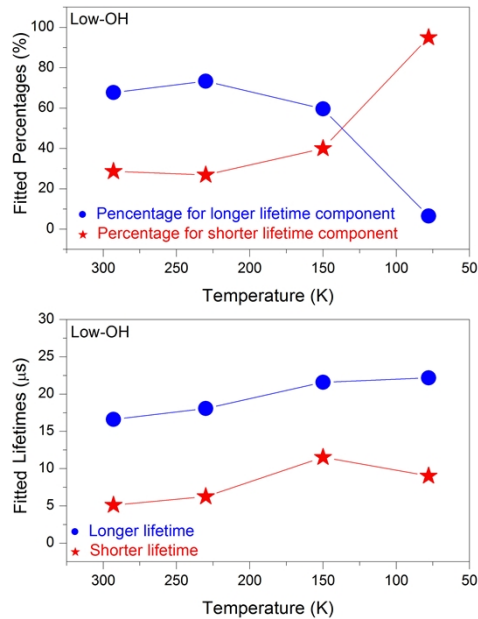 Low-OH
Fitted Percentages (%)
100
80
60
40
20
0
Percentage for longer lifetime component
Percentage for shorter lifetime component
300 250 200 150 100 50
Temperature (K)
Low-OH
Fitted Lifetimes (μs)
30
25
20
15
10
5
0
Longer lifetime
Shorter lifetime
300 250 200 150 100 50
Temperature (K)